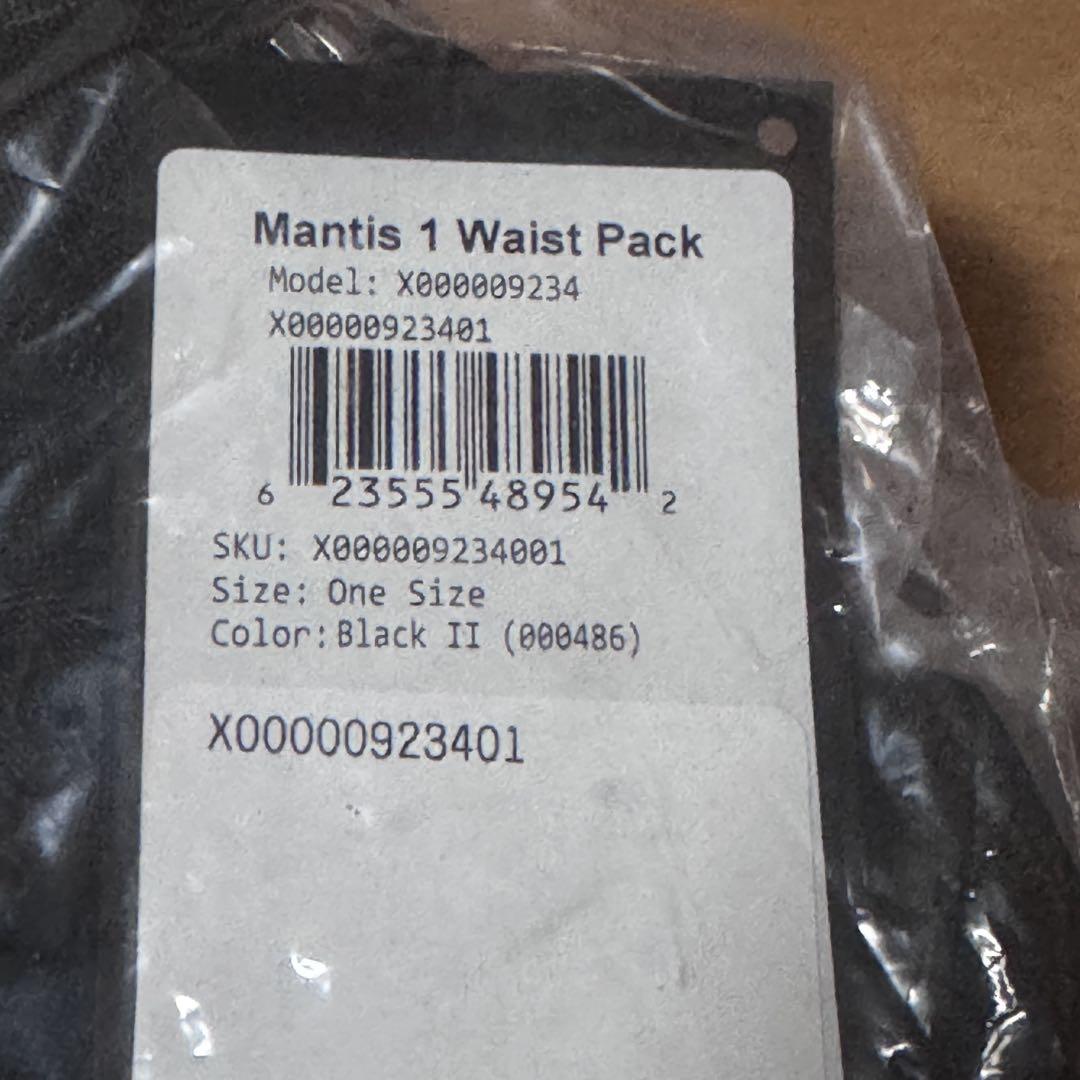 Mantis 1 Waist Pack
Model: X000009234
X00000923401
6 23555 48954 2
SKU: X000009234001
Size: One Size
Color: Black II (000486)
X00000923401